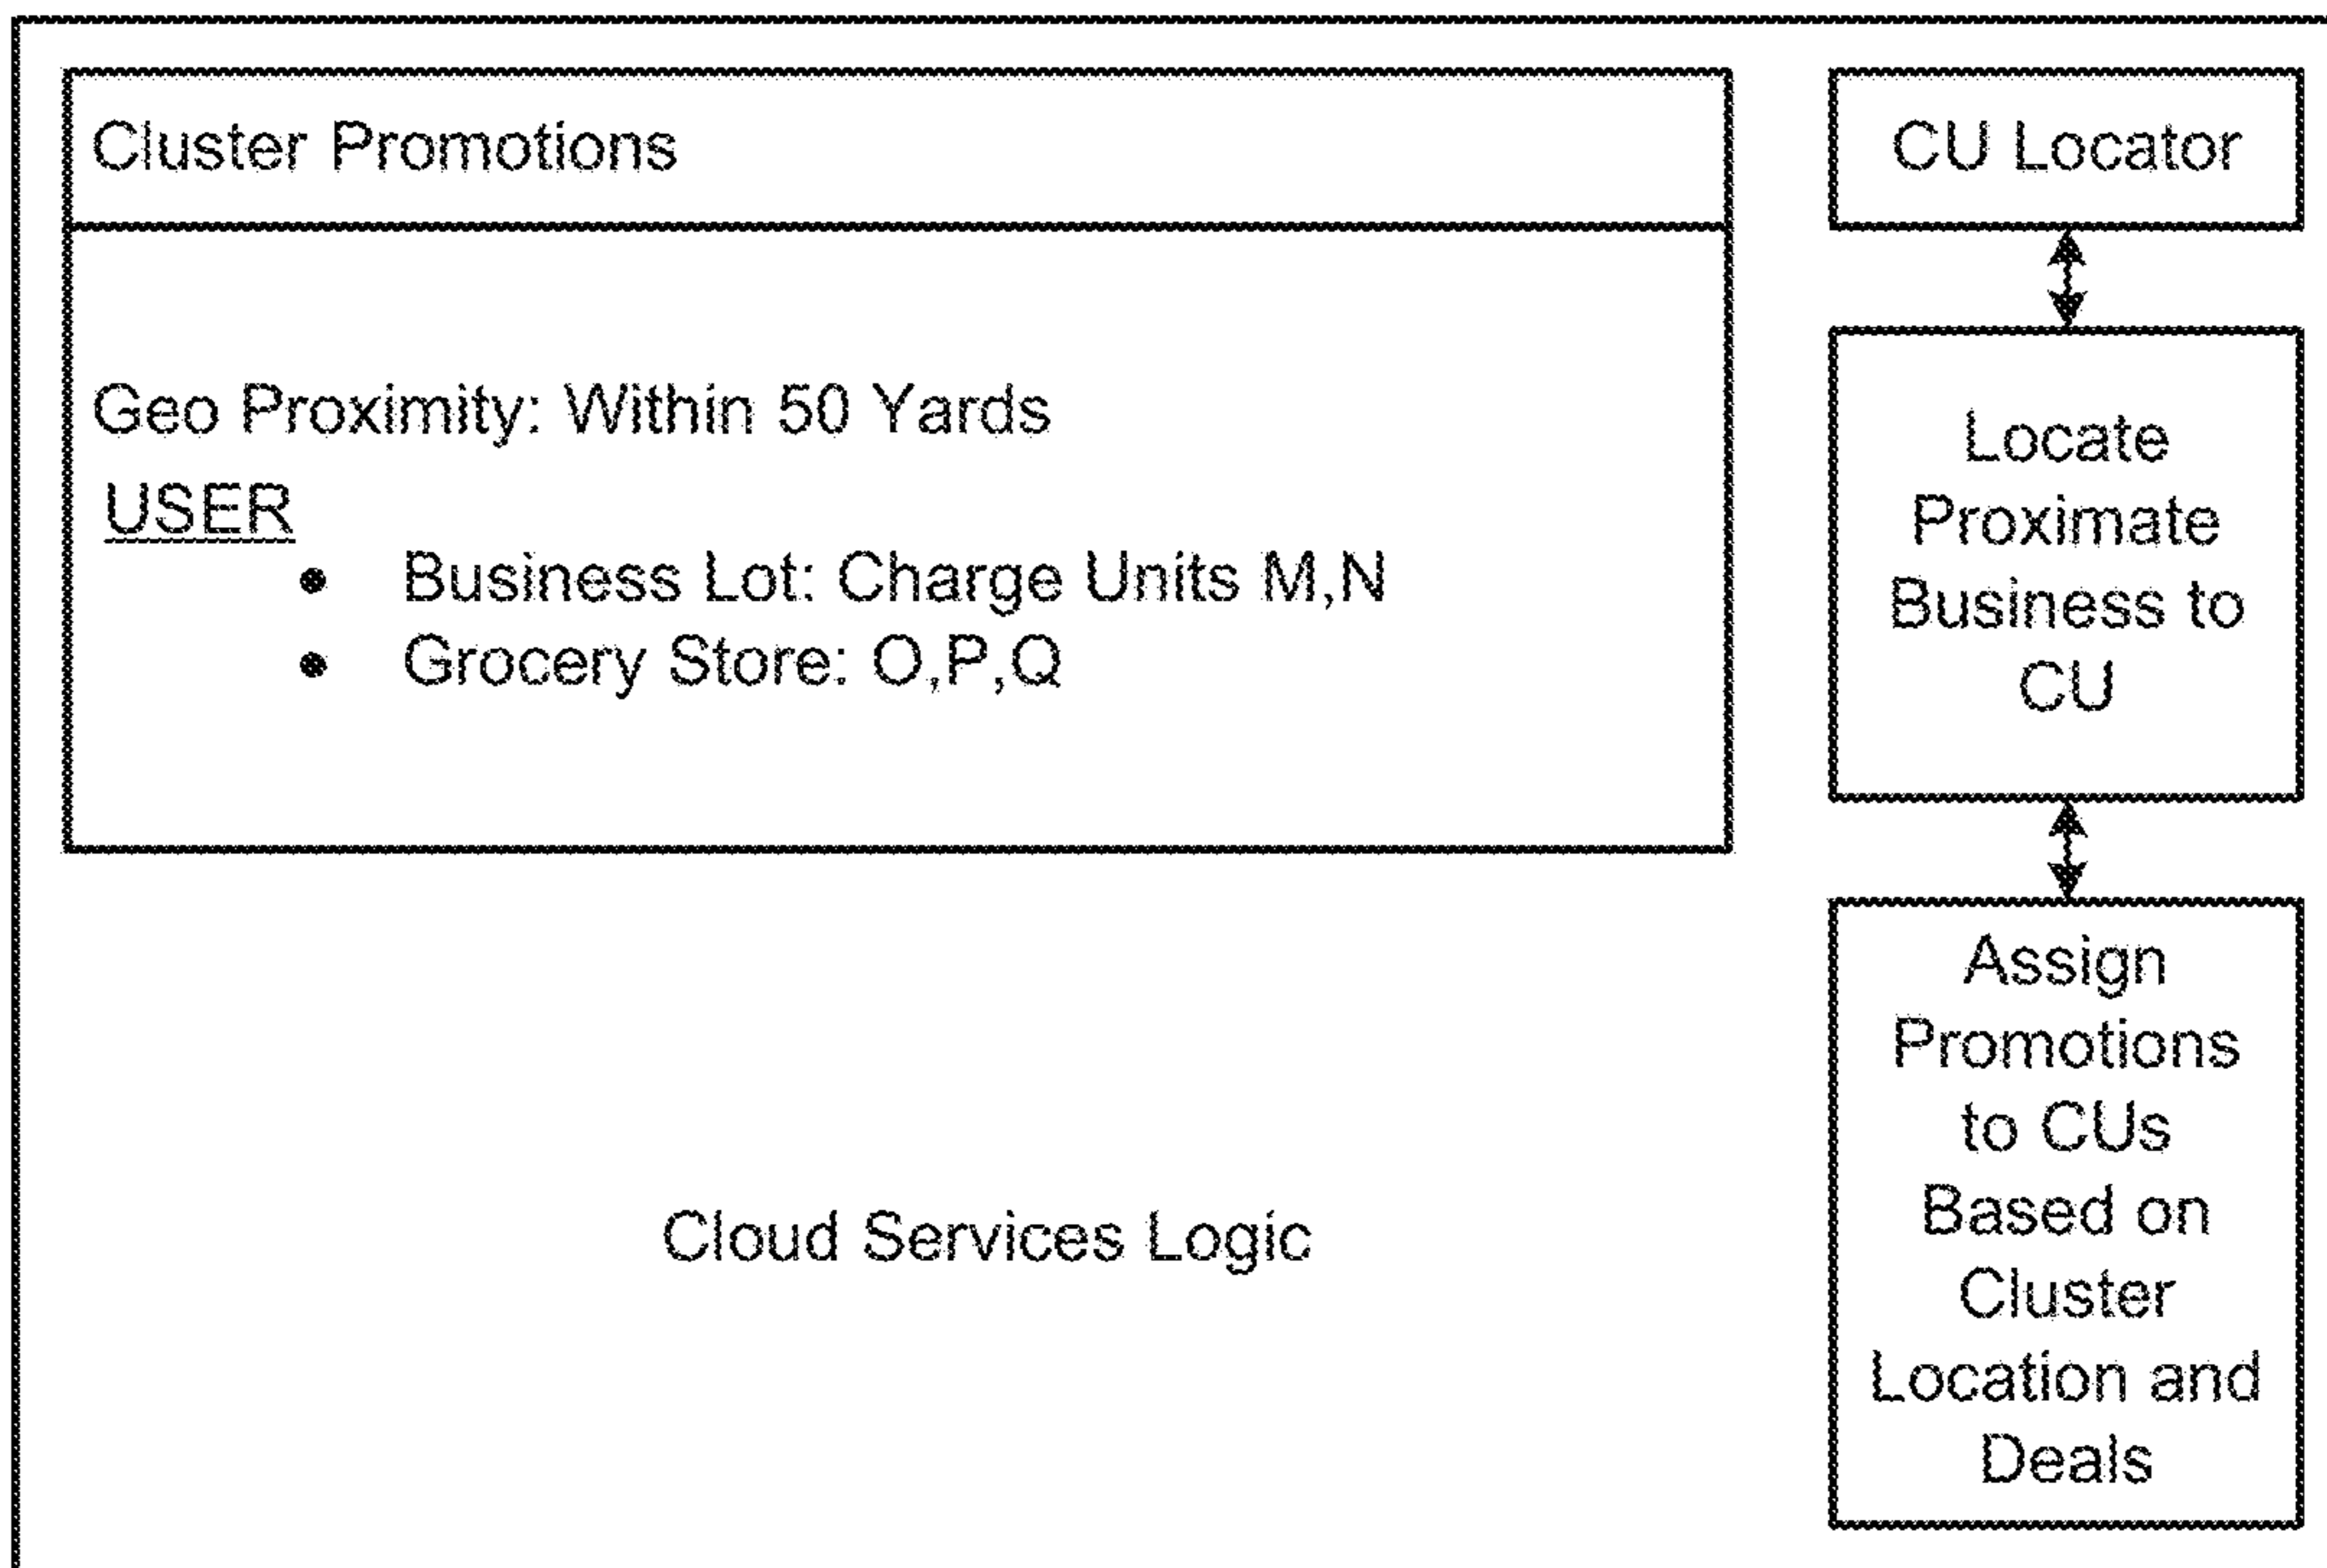 Cluster Promotions
Geo Proximity: Within 50 Yards
USER
• Business Lot: Charge Units M,N
• Grocery Store: O,P,Q
Cloud Services Logic
CU Locator
Locate
Proximate
Business to
CU
Assign
Promotions
to CUs
Based on
Cluster
Location and
Deals